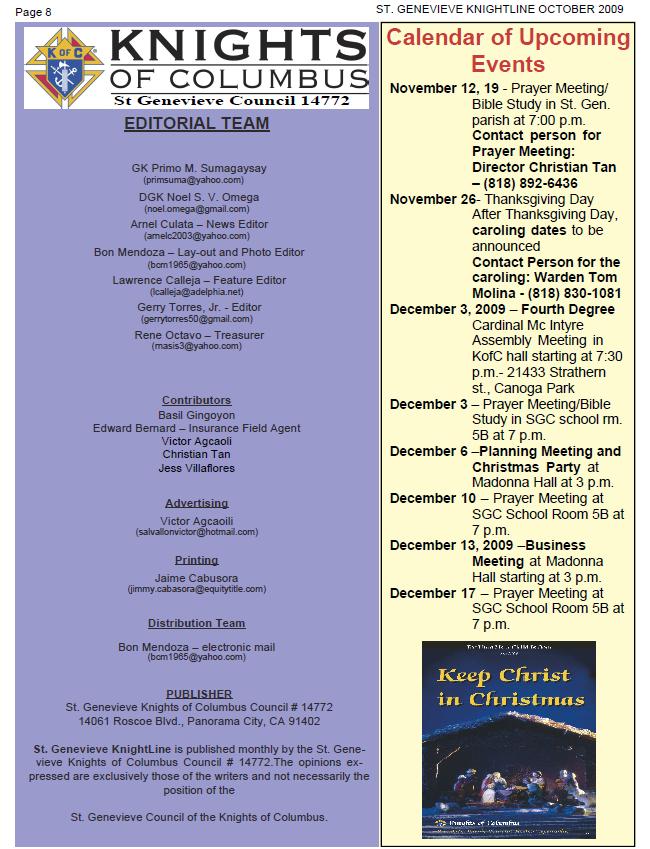 Page 8
ST. GENEVIEVE KNIGHTLINE OCTOBER 2009
K OF C
KNIGHTS
OF COLUMBUS
St Genevieve Council 14772
EDITORIAL TEAM
GK Primo M. Sumagaysay
(primsuma@yahoo.com)
DGK Noel S. V. Omega
(noel.omega@gmail.com)
Arnel Culata – News Editor
(arnelc2003@yahoo.com)
Bon Mendoza – Lay-out and Photo Editor
(bcm1965@yahoo.com)
Lawrence Calleja – Feature Editor
(lcalleja@adelphia.net)
Gerry Torres, Jr. - Editor
(gerrytorres50@gmail.com)
Rene Octavo – Treasurer
(masis3@yahoo.com)
Contributors
Basil Gingoyon
Edward Bernard – Insurance Field Agent
Victor Agcaoli
Christian Tan
Jess Villaflores
Advertising
Victor Agcaoili
(salvallonvictor@hotmail.com)
Printing
Jaime Cabusora
(jimmy.cabasora@equitytitle.com)
Distribution Team
Bon Mendoza – electronic mail
(bcm1965@yahoo.com)
PUBLISHER
St. Genevieve Knights of Columbus Council # 14772
14061 Roscoe Blvd., Panorama City, CA 91402
St. Genevieve KnightLine is published monthly by the St. Gene-
vieve Knights of Columbus Council # 14772.The opinions ex-
pressed are exclusively those of the writers and not necessarily the
position of the
St. Genevieve Council of the Knights of Columbus.
Calendar of Upcoming
Events
November 12, 19 - Prayer Meeting/
Bible Study in St. Gen.
parish at 7:00 p.m.
Contact person for
Prayer Meeting:
Director Christian Tan
– (818) 892-6436
November 26- Thanksgiving Day
After Thanksgiving Day,
caroling dates to be
announced
Contact Person for the
caroling: Warden Tom
Molina - (818) 830-1081
December 3, 2009 – Fourth Degree
Cardinal Mc Intyre
Assembly Meeting in
KofC hall starting at 7:30
p.m.- 21433 Strathern
st., Canoga Park
December 3 – Prayer Meeting/Bible
Study in SGC school rm.
5B at 7 p.m.
December 6 –Planning Meeting and
Christmas Party at
Madonna Hall at 3 p.m.
December 10 – Prayer Meeting at
SGC School Room 5B at
7 p.m.
December 13, 2009 –Business
Meeting at Madonna
Hall starting at 3 p.m.
December 17 – Prayer Meeting at
SGC School Room 5B at
7 p.m.
Keep Christ
in Christmas
Knights of Columbus